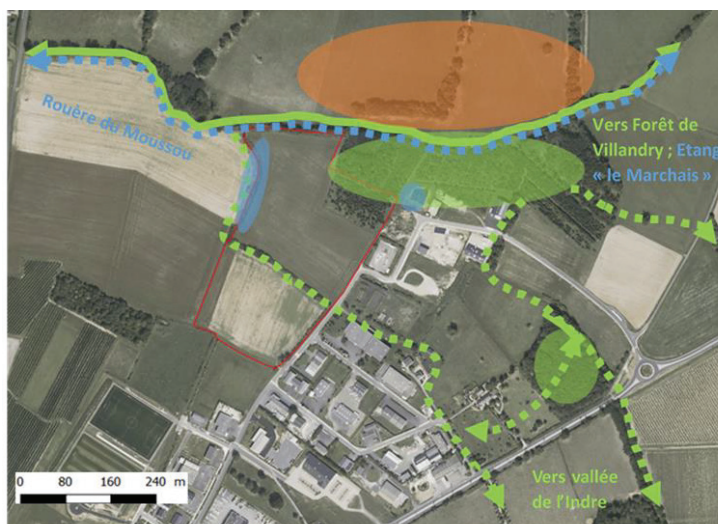 Rouère du Moussou
Vers Forêt de
Villandry ; Etang
« le Marchais »
Vers vallée
de l'Indre
0 80 160 240 m